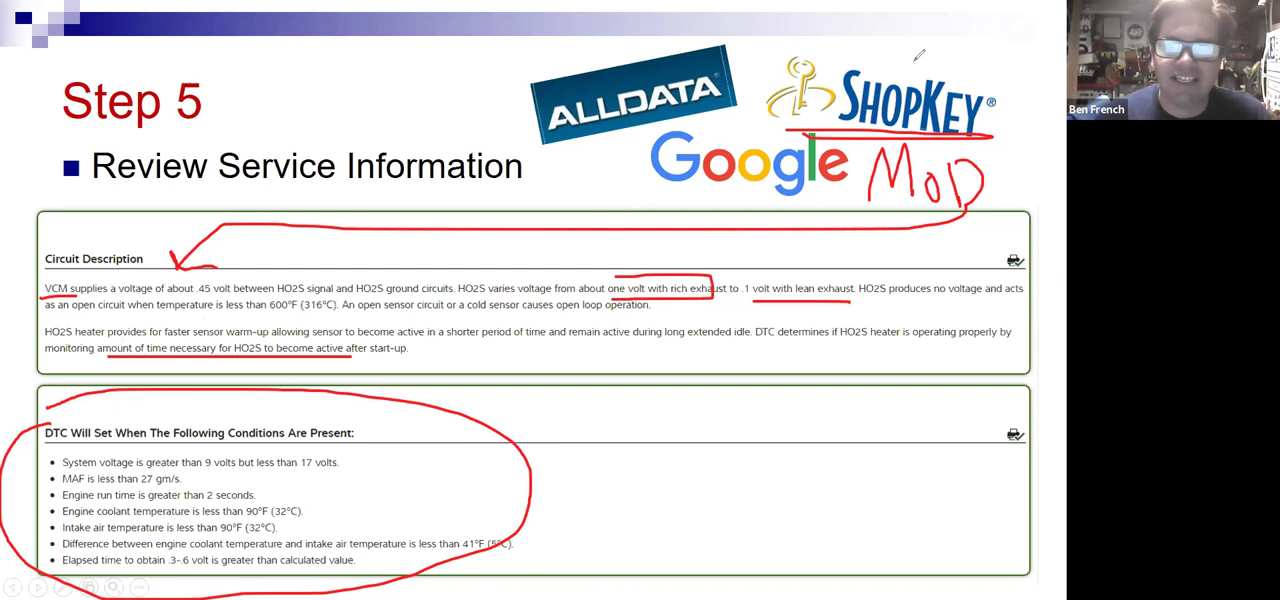 Step 5
ALLDATA®
SHOPKEY®
Google
MOD
Ben French
■ Review Service Information
Circuit Description
VCM supplies a voltage of about .45 volt between HO2S signal and HO2S ground circuits. HO2S varies voltage from about one volt with rich exhaust to .1 volt with lean exhaust. HO2S produces no voltage and acts
as an open circuit when temperature is less than 600°F (316°C). An open sensor circuit or a cold sensor causes open loop operation.
HO2S heater provides for faster sensor warm-up allowing sensor to become active in a shorter period of time and remain active during long extended idle. DTC determines if HO2S heater is operating properly by
monitoring amount of time necessary for HO2S to become active after start-up.
DTC Will Set When The Following Conditions Are Present:
• System voltage is greater than 9 volts but less than 17 volts.
• MAF is less than 27 gm/s.
• Engine run time is greater than 2 seconds.
• Engine coolant temperature is less than 90°F (32°C).
• Intake air temperature is less than 90°F (32°C).
• Difference between engine coolant temperature and intake air temperature is less than 41°F (5°C).
• Elapsed time to obtain .3-.6 volt is greater than calculated value.